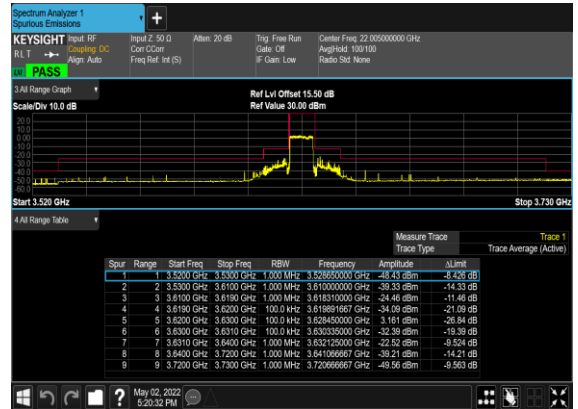 Spectrum Analyzer 1
Spurious Emissions
+
KEYSIGHT Input: RF Input Z: 50 Ω Atten: 20 dB Trig: Free Run Center Freq: 22.005000000 GHz
RLT Coupling: DC Corr CCorr Gate: Off Avg|Hold: 100/100
Align: Auto Freq Ref: Int (S) IF Gain: Low Radio Std: None
PASS
3 All Range Graph
Ref Lvl Offset 15.50 dB
Scale/Div 10.0 dB Ref Value 30.00 dBm
20.0
10.0
0.00
-10.0
-20.0
-30.0
-40.0
-50.0
-60.0
Start 3.520 GHz Stop 3.730 GHz
4 All Range Table
Measure Trace Trace 1
Trace Type Trace Average (Active)
Spur Range Start Freq Stop Freq RBW Frequency Amplitude ΔLimit
1 1 3.5200 GHz 3.5300 GHz 1.000 MHz 3.528650000 GHz -48.43 dBm -8.426 dB
2 2 3.5300 GHz 3.6100 GHz 1.000 MHz 3.610000000 GHz -39.33 dBm -14.33 dB
3 3 3.6100 GHz 3.6190 GHz 1.000 MHz 3.618310000 GHz -24.46 dBm -11.46 dB
4 4 3.6190 GHz 3.6200 GHz 100.0 kHz 3.619891667 GHz -34.09 dBm -21.09 dB
5 5 3.6200 GHz 3.6300 GHz 100.0 kHz 3.628450000 GHz 3.161 dBm -26.84 dB
6 6 3.6300 GHz 3.6310 GHz 100.0 kHz 3.630335000 GHz -32.39 dBm -19.39 dB
7 7 3.6310 GHz 3.6400 GHz 1.000 MHz 3.632125000 GHz -22.52 dBm -9.524 dB
8 8 3.6400 GHz 3.7200 GHz 1.000 MHz 3.641066667 GHz -39.21 dBm -14.21 dB
9 9 3.7200 GHz 3.7300 GHz 1.000 MHz 3.720666667 GHz -49.56 dBm -9.563 dB
?
May 02, 2022
5:20:32 PM